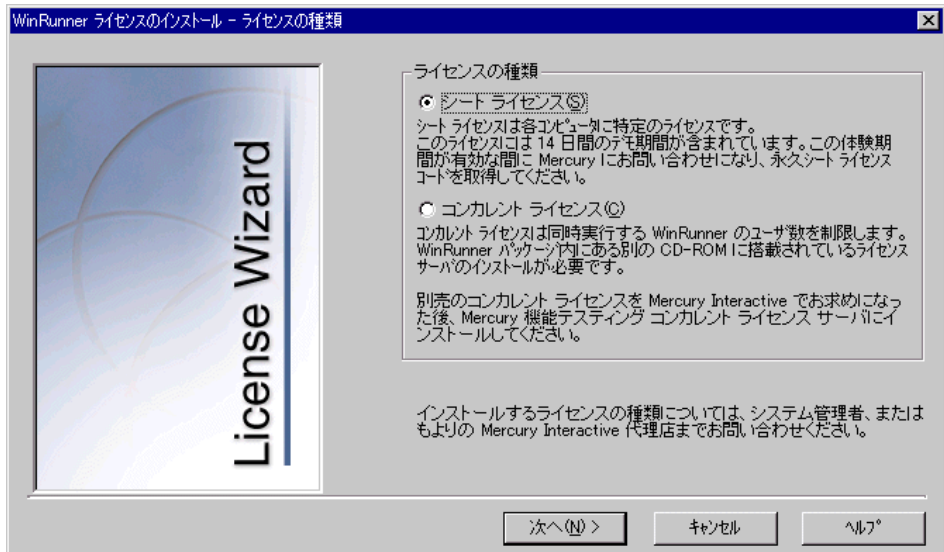 WinRunner ライセンスのインストール - ライセンスの種類
License Wizard
ライセンスの種類
シート ライセンス(S)
シート ライセンスは各コンピュータに特定のライセンスです。
このライセンスには 14 日間のデモ期間が含まれています。この体験期
間が有効な間に Mercury にお問い合わせになり、永久シート ライセンス
コードを取得してください。
コンカレント ライセンス(C)
コンカレント ライセンスは同時実行する WinRunner のユーザ数を制限します。
WinRunner パッケージ内にある別の CD-ROM に搭載されているライセンス
サーバのインストールが必要です。
別売のコンカレント ライセンスを Mercury Interactive でお求めになっ
た後、Mercury 機能テスティング コンカレント ライセンス サーバにイ
ンストールしてください。
インストールするライセンスの種類については、システム管理者、または
もよりの Mercury Interactive 代理店までお問い合わせください。
次へ(N) >
キャンセル
ヘルプ